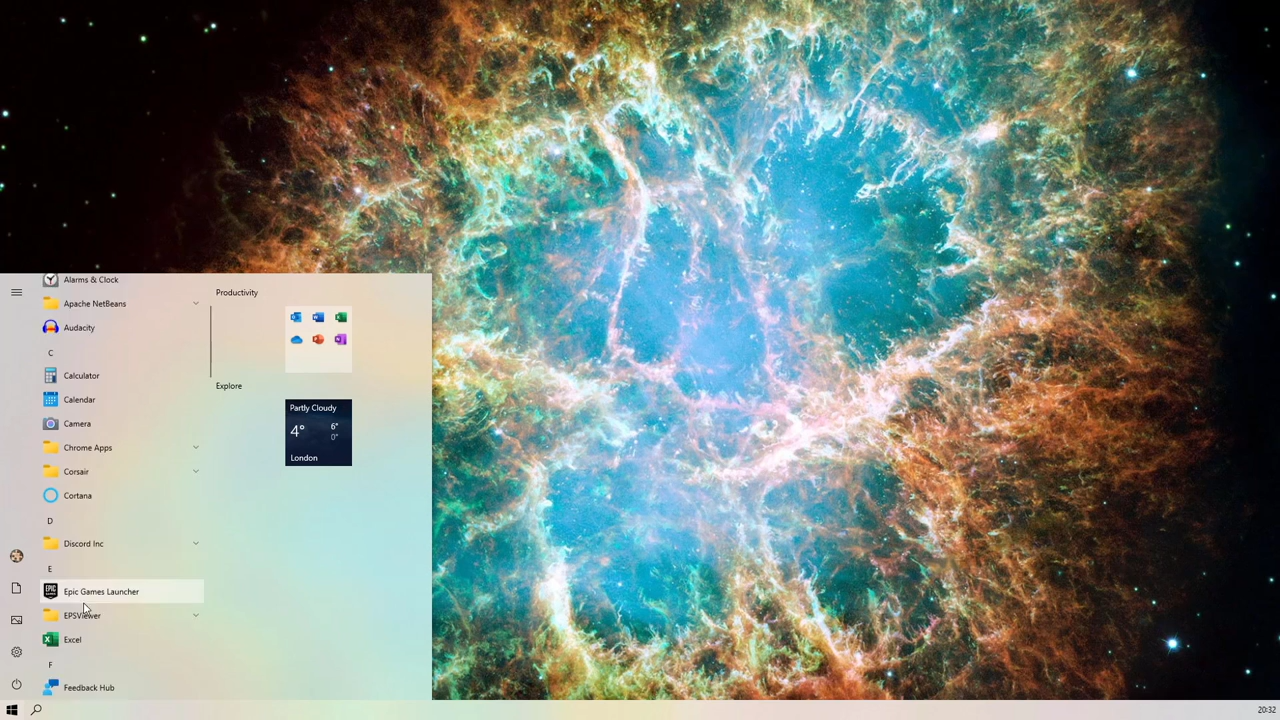 Alarms & Clock
Apache NetBeans
Audacity
C
Calculator
Calendar
Camera
Chrome Apps
Corsair
Cortana
D
Discord Inc
E
Epic Games Launcher
EPSViewer
Excel
F
Feedback Hub
Productivity
Explore
Partly Cloudy
4° 6°
0°
London
20:32